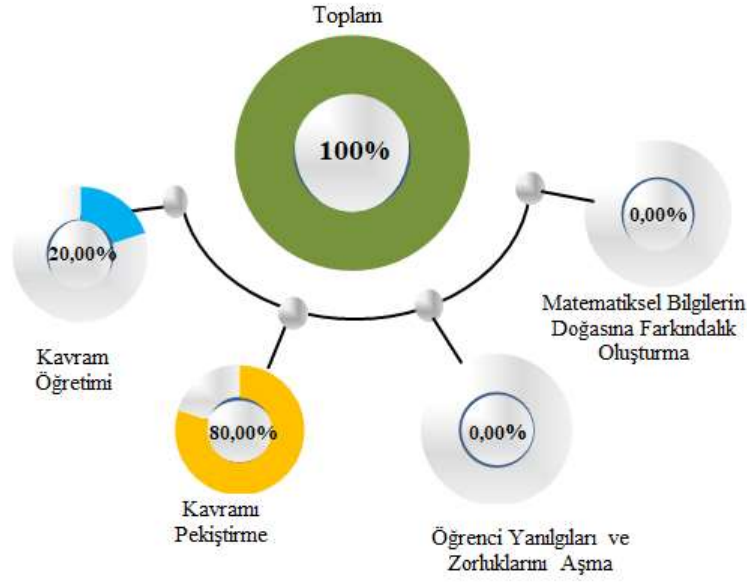 Toplam
100%
20,00%
Kavram
Öğretimi
80,00%
Kavramı
Pekiştirme
0,00%
Öğrenci Yanılgıları ve
Zorluklarını Aşma
0,00%
Matematiksel Bilgilerin
Doğasına Farkındalık
Oluşturma